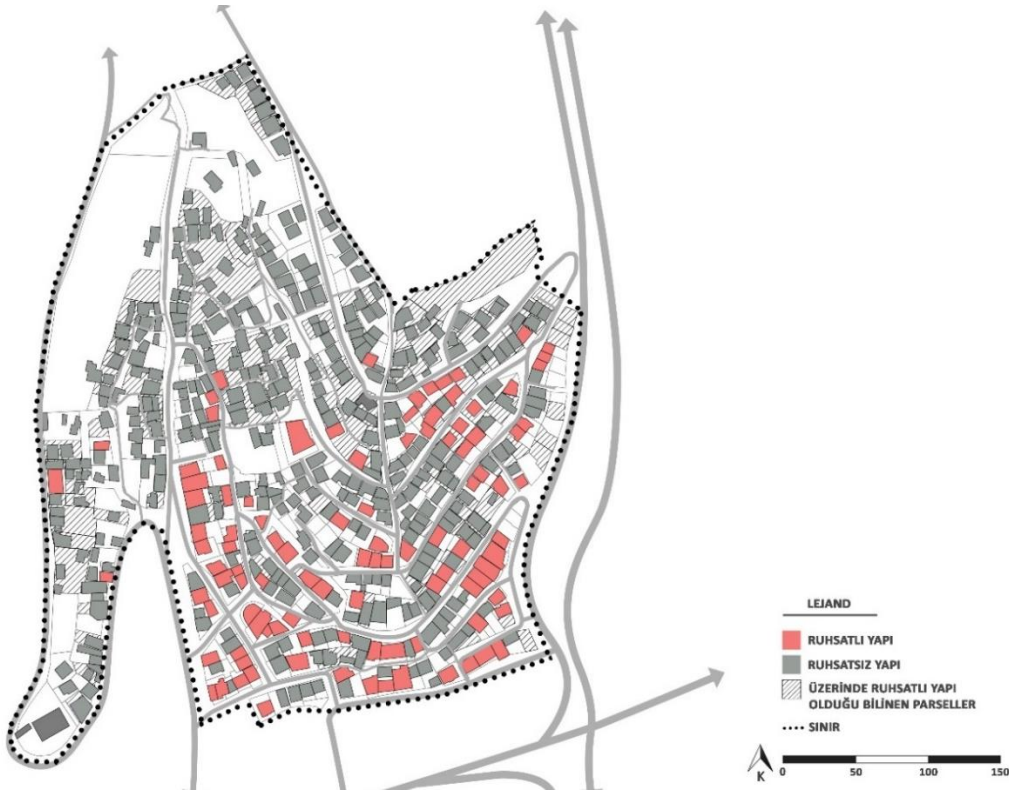 LEJAND
RUHSATLI YAPI
RUHSATSIZ YAPI
ÜZERİNDE RUHSATLI YAPI
OLDUĞU BİLİNEN PARSELLER
SINIR
K
0 50 100 150